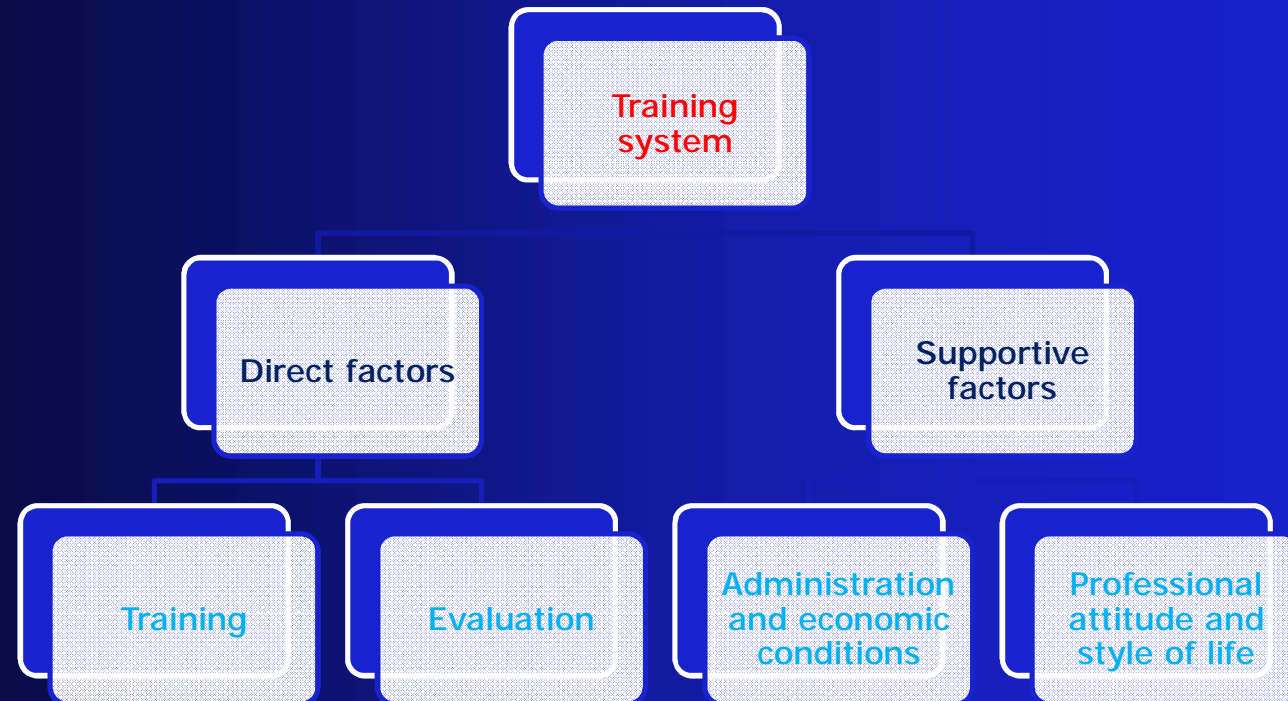 Training
system
Direct factors
Supportive
factors
Training
Evaluation
Administration
and economic
conditions
Professional
attitude and
style of life